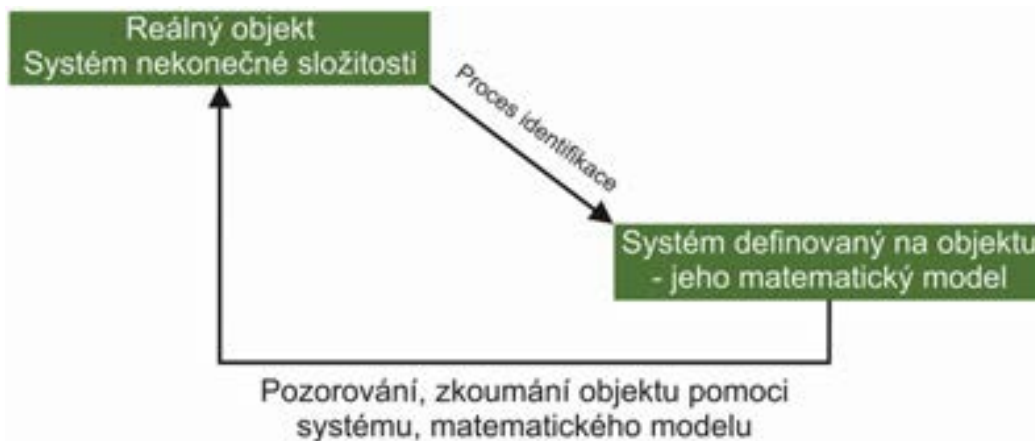 Reálný objekt
Systém nekonečné složitosti
Proces identifikace
Systém definovaný na objektu
- jeho matematický model
Pozorování, zkoumání objektu pomoci
systému, matematického modelu